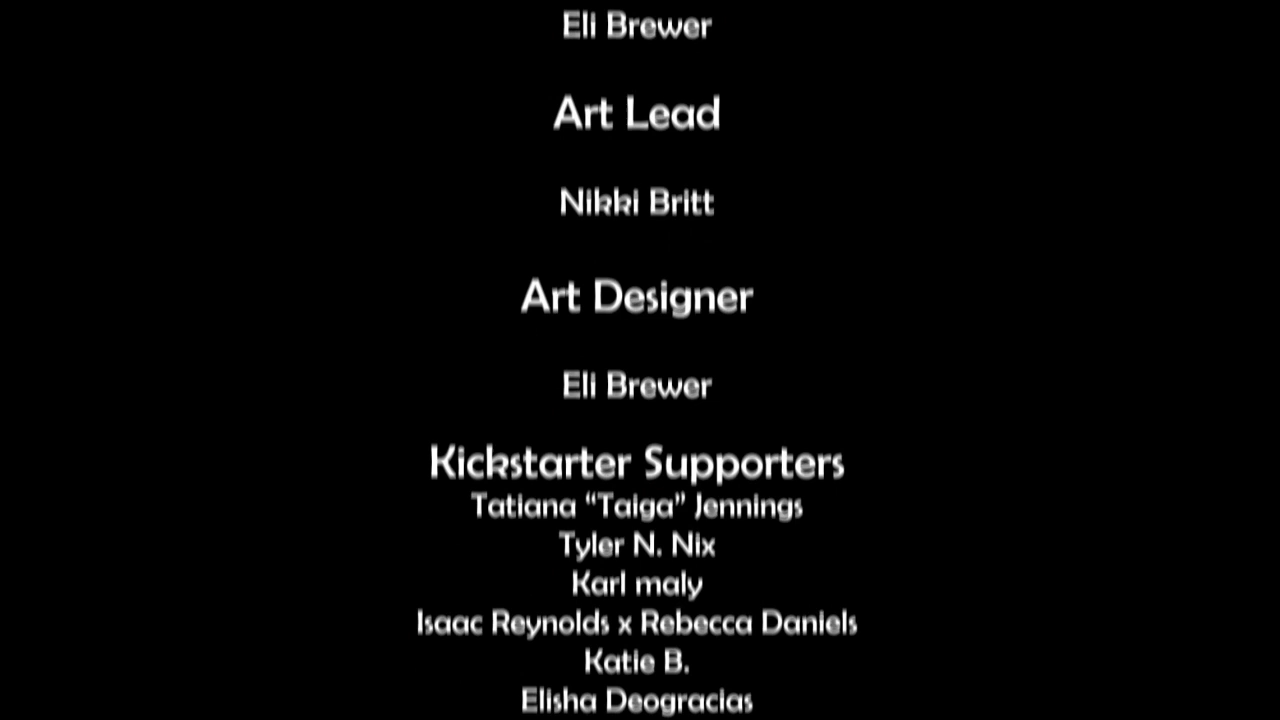 Eli Brewer
Art Lead
Nikki Britt
Art Designer
Eli Brewer
Kickstarter Supporters
Tatiana “Taiga” Jennings
Tyler N. Nix
Karl maly
Isaac Reynolds x Rebecca Daniels
Katie B.
Elisha Deogracias